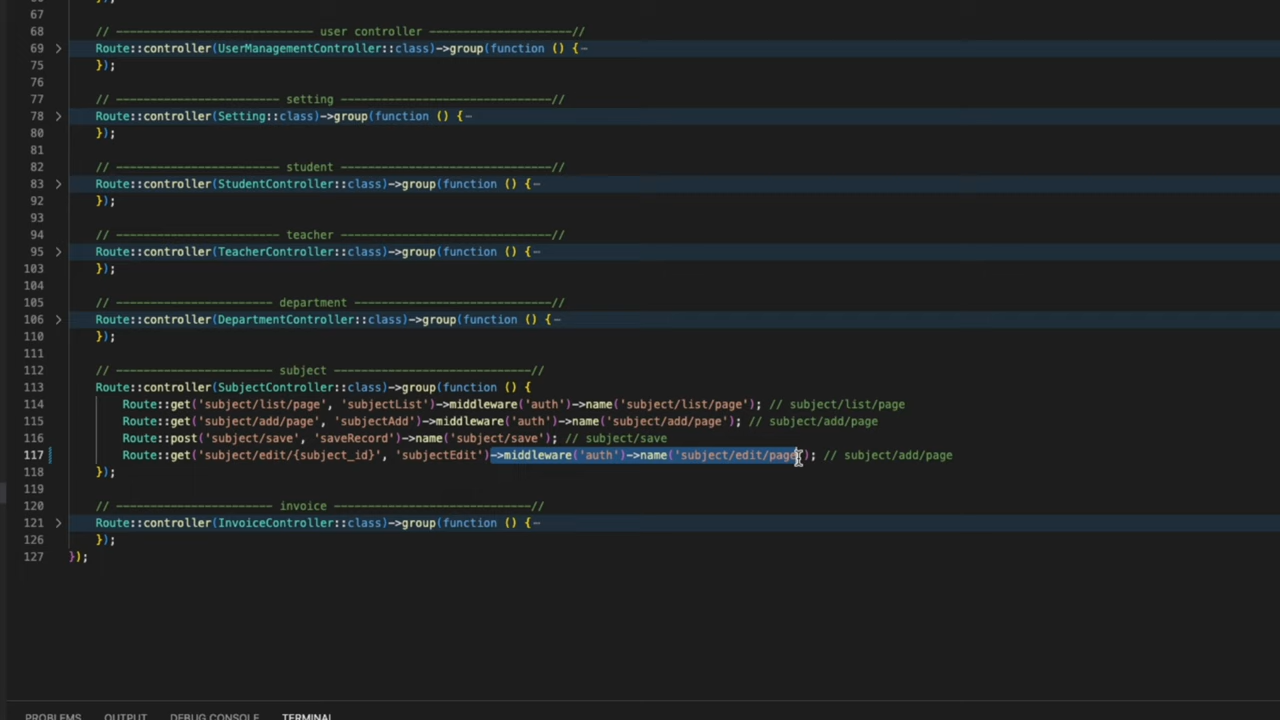 67
68 // ----------------------------- user controller ---------------------//
69 Route::controller(UserManagementController::class)->group(function () {⋯
75 });
76
77 // ------------------------ setting -------------------------------//
78 Route::controller(Setting::class)->group(function () {⋯
80 });
81
82 // ------------------------ student -------------------------------//
83 Route::controller(StudentController::class)->group(function () {⋯
92 });
93
94 // ------------------------ teacher -------------------------------//
95 Route::controller(TeacherController::class)->group(function () {⋯
103 });
104
105 // ----------------------- department -----------------------------//
106 Route::controller(DepartmentController::class)->group(function () {⋯
110 });
111
112 // ----------------------- subject -----------------------------//
113 Route::controller(SubjectController::class)->group(function () {
114 Route::get('subject/list/page', 'subjectList')->middleware('auth')->name('subject/list/page'); // subject/list/page
115 Route::get('subject/add/page', 'subjectAdd')->middleware('auth')->name('subject/add/page'); // subject/add/page
116 Route::post('subject/save', 'saveRecord')->name('subject/save'); // subject/save
117 Route::get('subject/edit/{subject_id}', 'subjectEdit')->middleware('auth')->name('subject/edit/page'); // subject/add/page
118 });
119
120 // ----------------------- invoice -----------------------------//
121 Route::controller(InvoiceController::class)->group(function () {⋯
126 });
127 });
PROBLEMS OUTPUT DEBUG CONSOLE TERMINAL